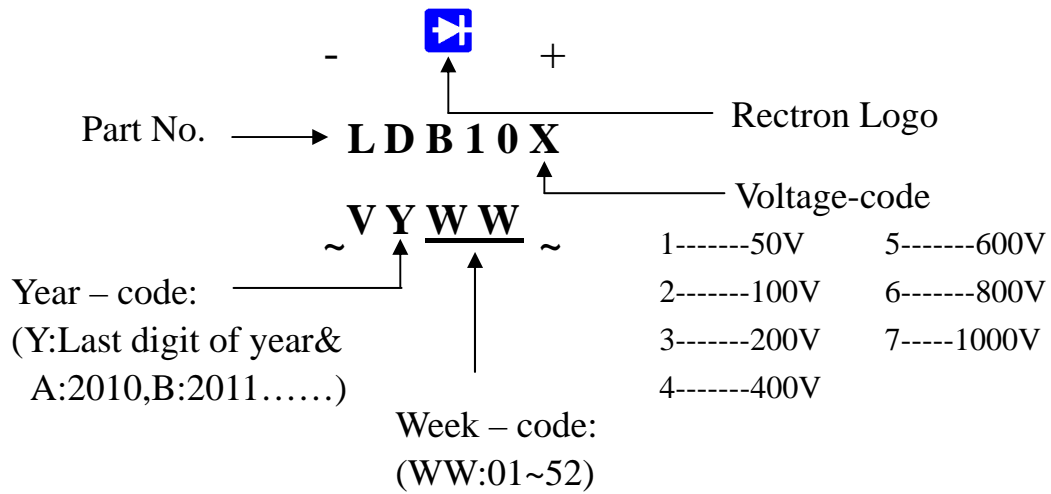 - +
Rectron Logo
Part No.
L D B 1 0 X
Voltage-code
~ V Y W W ~
1-------50V 5-------600V
2-------100V 6-------800V
3-------200V 7-----1000V
4-------400V
Year – code:
(Y:Last digit of year&
A:2010,B:2011……)
Week – code:
(WW:01~52)